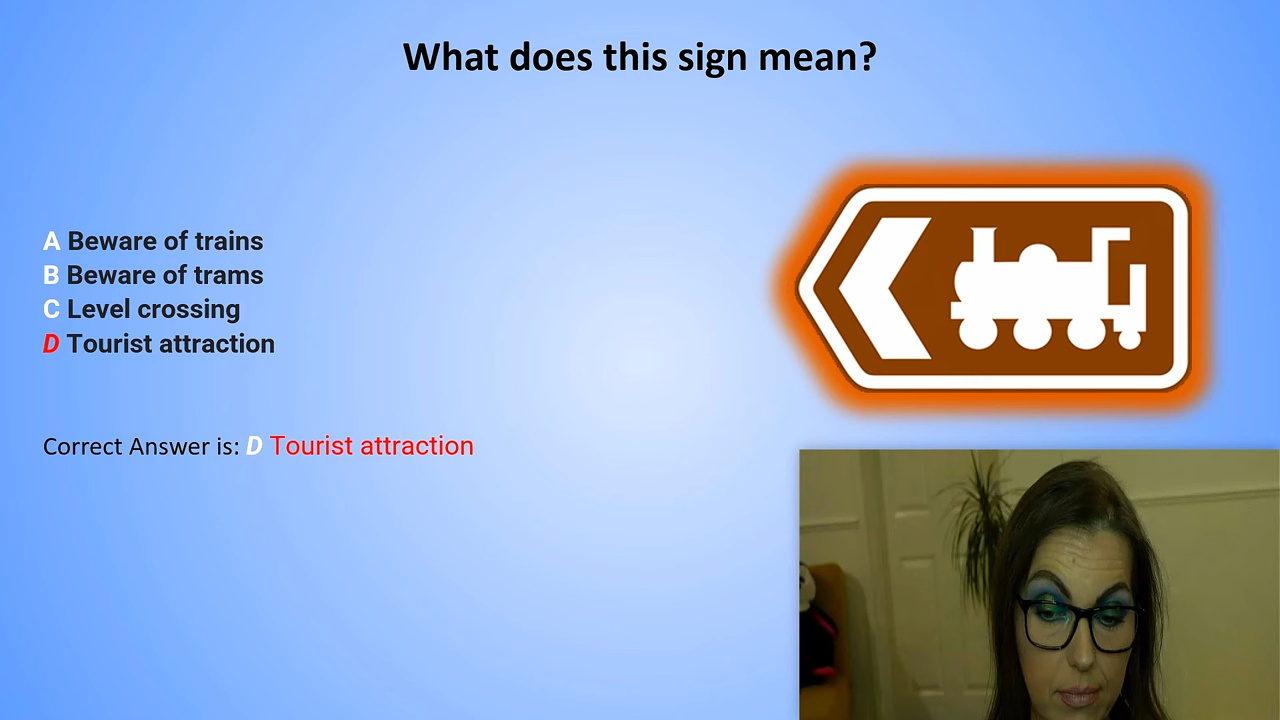 What does this sign mean?
A Beware of trains
B Beware of trams
C Level crossing
D Tourist attraction
Correct Answer is: D Tourist attraction